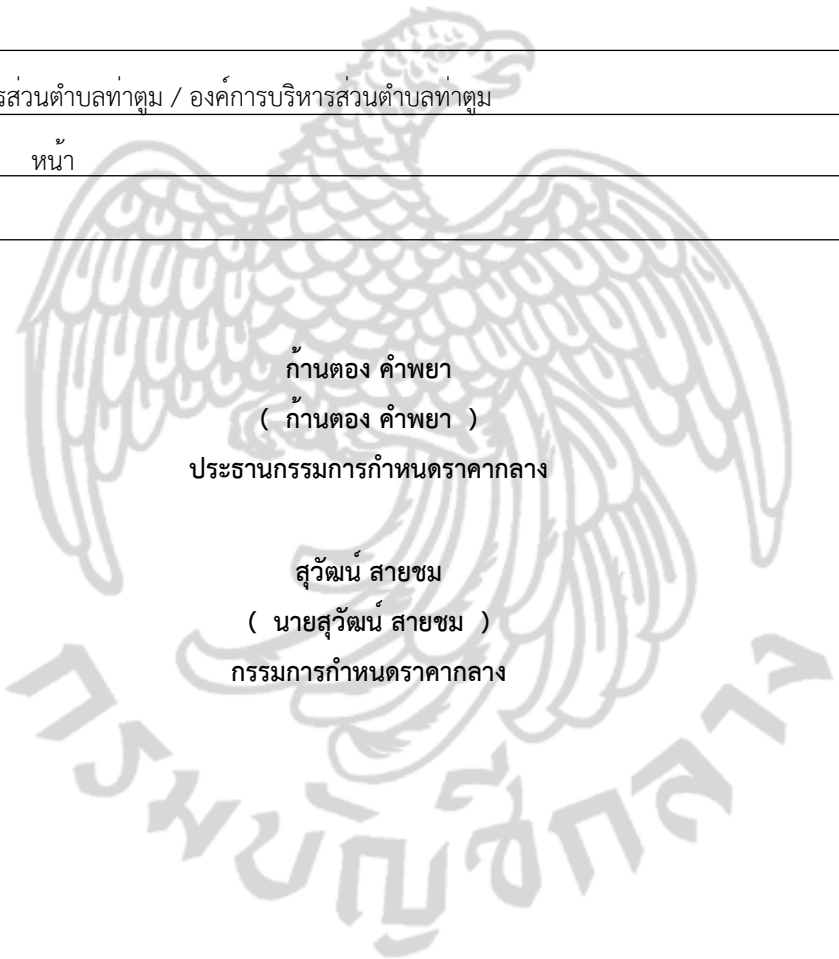 รส่วนตำบลท่าตูม / องค์การบริหารส่วนตำบลท่าตูม
หน้า
ก้านตอง คำพยา
( ก้านตอง คำพยา )
ประธานกรรมการกำหนดราคากลาง
สุวัฒน์ สายชม
( นายสุวัฒน์ สายชม )
กรรมการกำหนดราคากลาง
กรมบัญชีกลาง